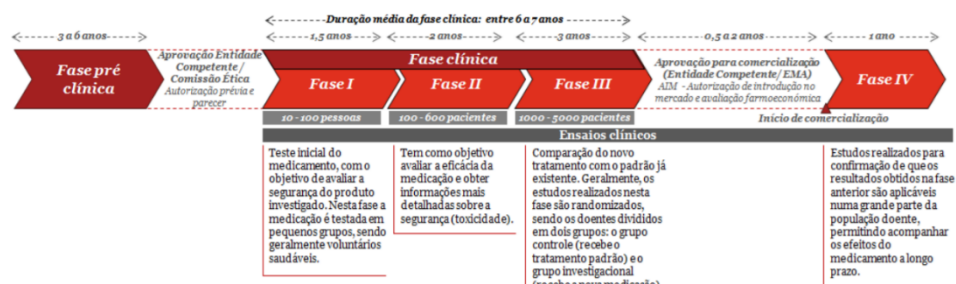 Duração média da fase clínica: entre 6 a 7 anos
3 a 6 anos
1,5 anos
2 anos
3 anos
0,5 a 2 anos
1 ano
Fase pré
clínica
Aprovação Entidade
Competente /
Comissão Ética
Autorização prévia e
parecer
Fase clínica
Fase I
Fase II
Fase III
Aprovação para comercialização
(Entidade Competente/ EMA)
AIM - Autorização de introdução no
mercado e avaliação farmoeconómica
Fase IV
Início de comercialização
10 - 100 pessoas
100 - 600 pacientes
1000 - 5000 pacientes
Ensaios clínicos
Teste inicial do
medicamento, com o
objetivo de avaliar a
segurança do produto
investigado. Nesta fase a
medicação é testada em
pequenos grupos, sendo
geralmente voluntários
saudáveis.
Tem como objetivo
avaliar a eficácia da
medicação e obter
informações mais
detalhadas sobre a
segurança (toxicidade).
Comparação do novo
tratamento com o padrão já
existente. Geralmente, os
estudos realizados nesta
fase são randomizados,
sendo os doentes divididos
em dois grupos: o grupo
controle (recebe o
tratamento padrão) e o
grupo investigacional
(recebe a nova medicação)
Estudos realizados para
confirmação de que os
resultados obtidos na fase
anterior são aplicáveis
numa grande parte da
população doente,
permitindo acompanhar
os efeitos do
medicamento a longo
prazo.